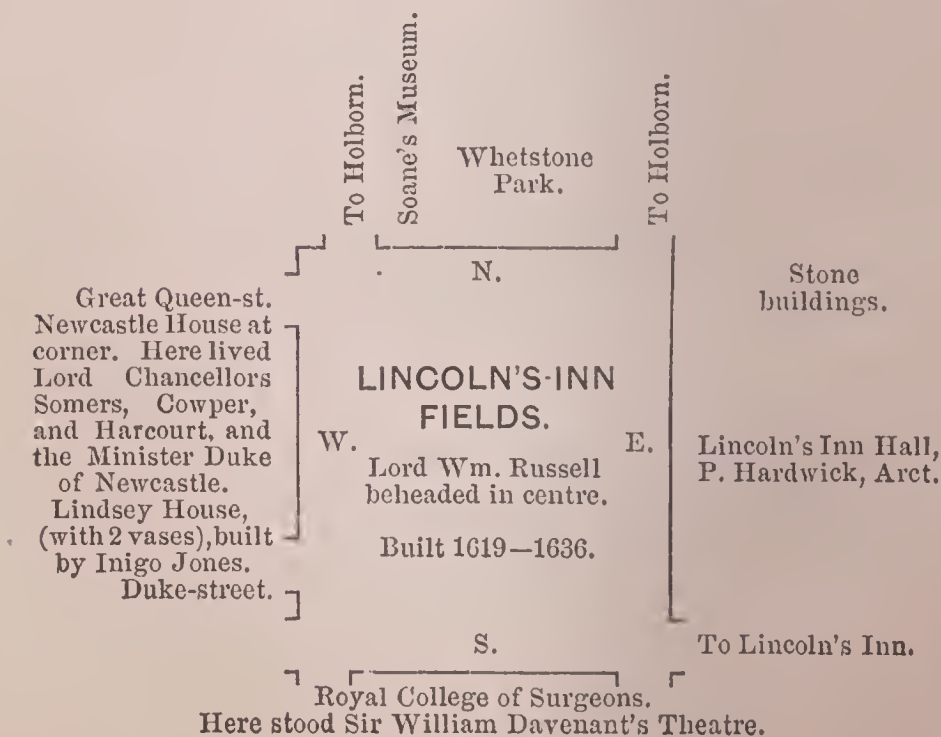 To Holborn.
Soane's Museum.
Whetstone
Park.
To Holborn.
N.
Stone
buildings.
Great Queen-st.
Newcastle House at
corner. Here lived
Lord Chancellors
Somers, Cowper,
and Harcourt, and
the Minister Duke
of Newcastle.
Lindsey House,
(with 2 vases), built
by Inigo Jones.
Duke-street.
W.
LINCOLN'S-INN
FIELDS.
Lord Wm. Russell
beheaded in centre.
Built 1619—1636.
E.
Lincoln's Inn Hall,
P. Hardwick, Arct.
S.
To Lincoln's Inn.
Royal College of Surgeons.
Here stood Sir William Davenant's Theatre.